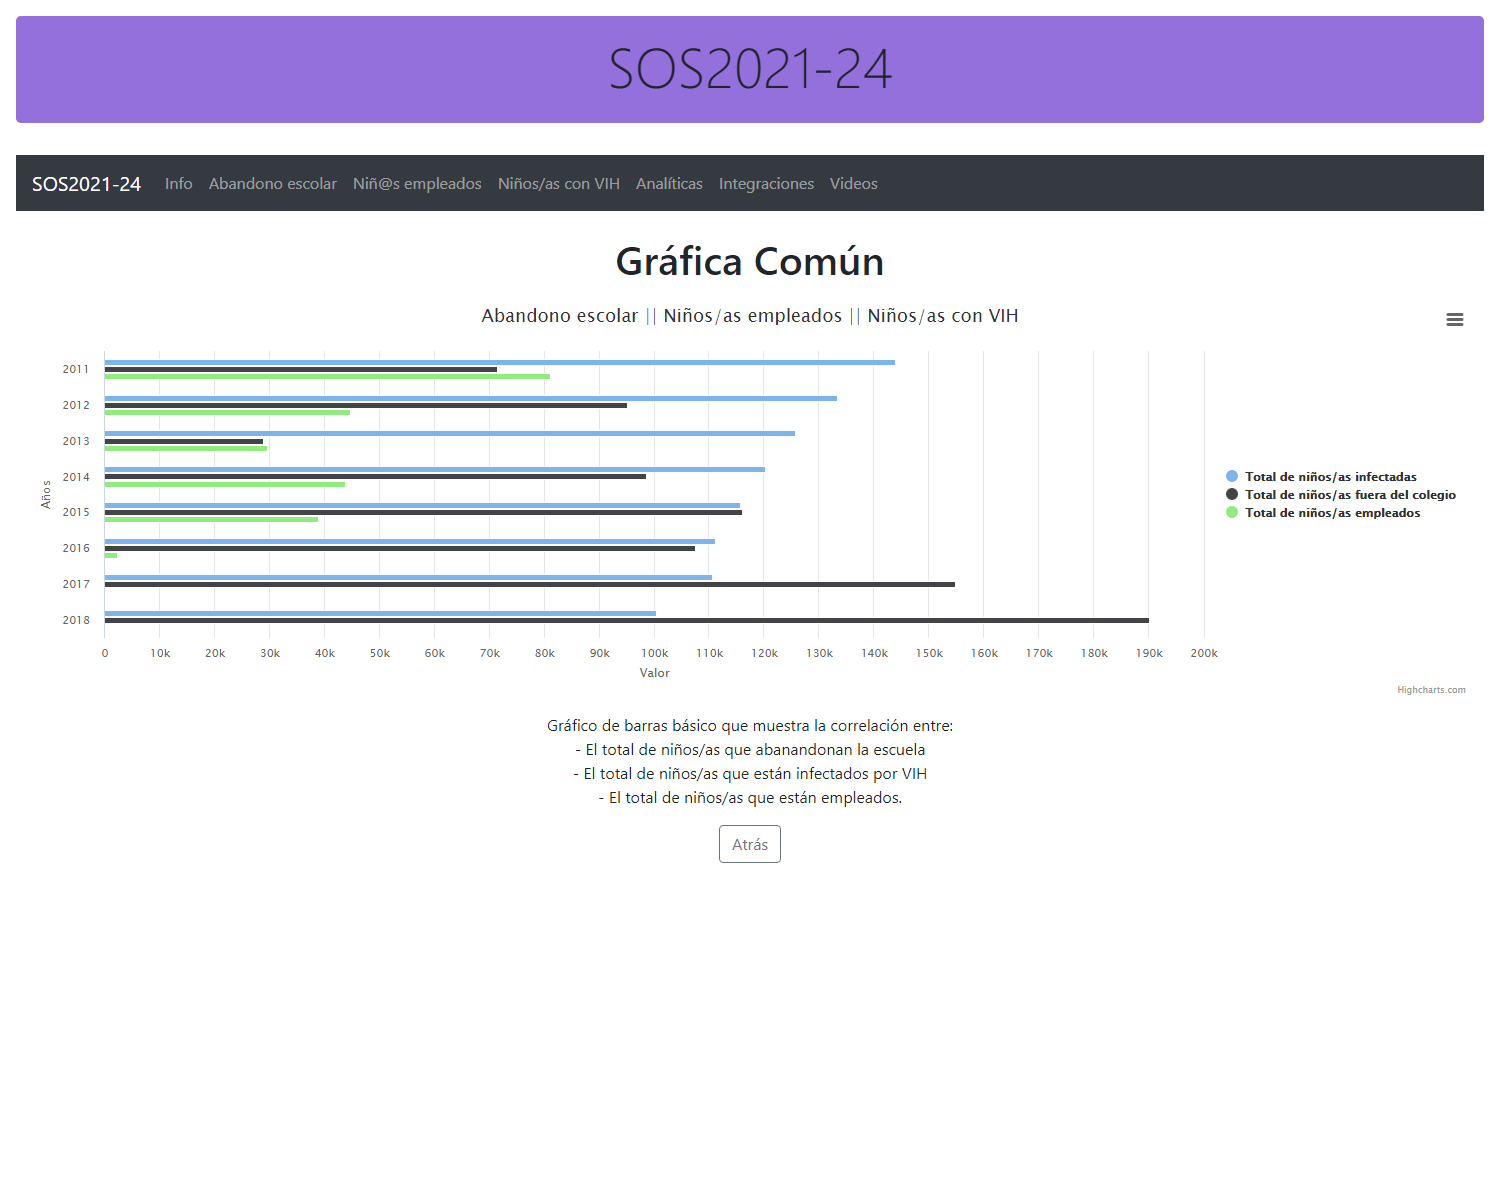 SOS2021-24
SOS2021-24 Info Abandono escolar Niñ@s empleados Niños/as con VIH Analíticas Integraciones Videos
Gráfica Común
Abandono escolar || Niños/as empleados || Niños/as con VIH
Años
2011
2012
2013
2014
2015
2016
2017
2018
0 10k 20k 30k 40k 50k 60k 70k 80k 90k 100k 110k 120k 130k 140k 150k 160k 170k 180k 190k 200k
Valor
Total de niños/as infectadas
Total de niños/as fuera del colegio
Total de niños/as empleados
Highcharts.com
Gráfico de barras básico que muestra la correlación entre:
- El total de niños/as que abanandonan la escuela
- El total de niños/as que están infectados por VIH
- El total de niños/as que están empleados.
Atrás